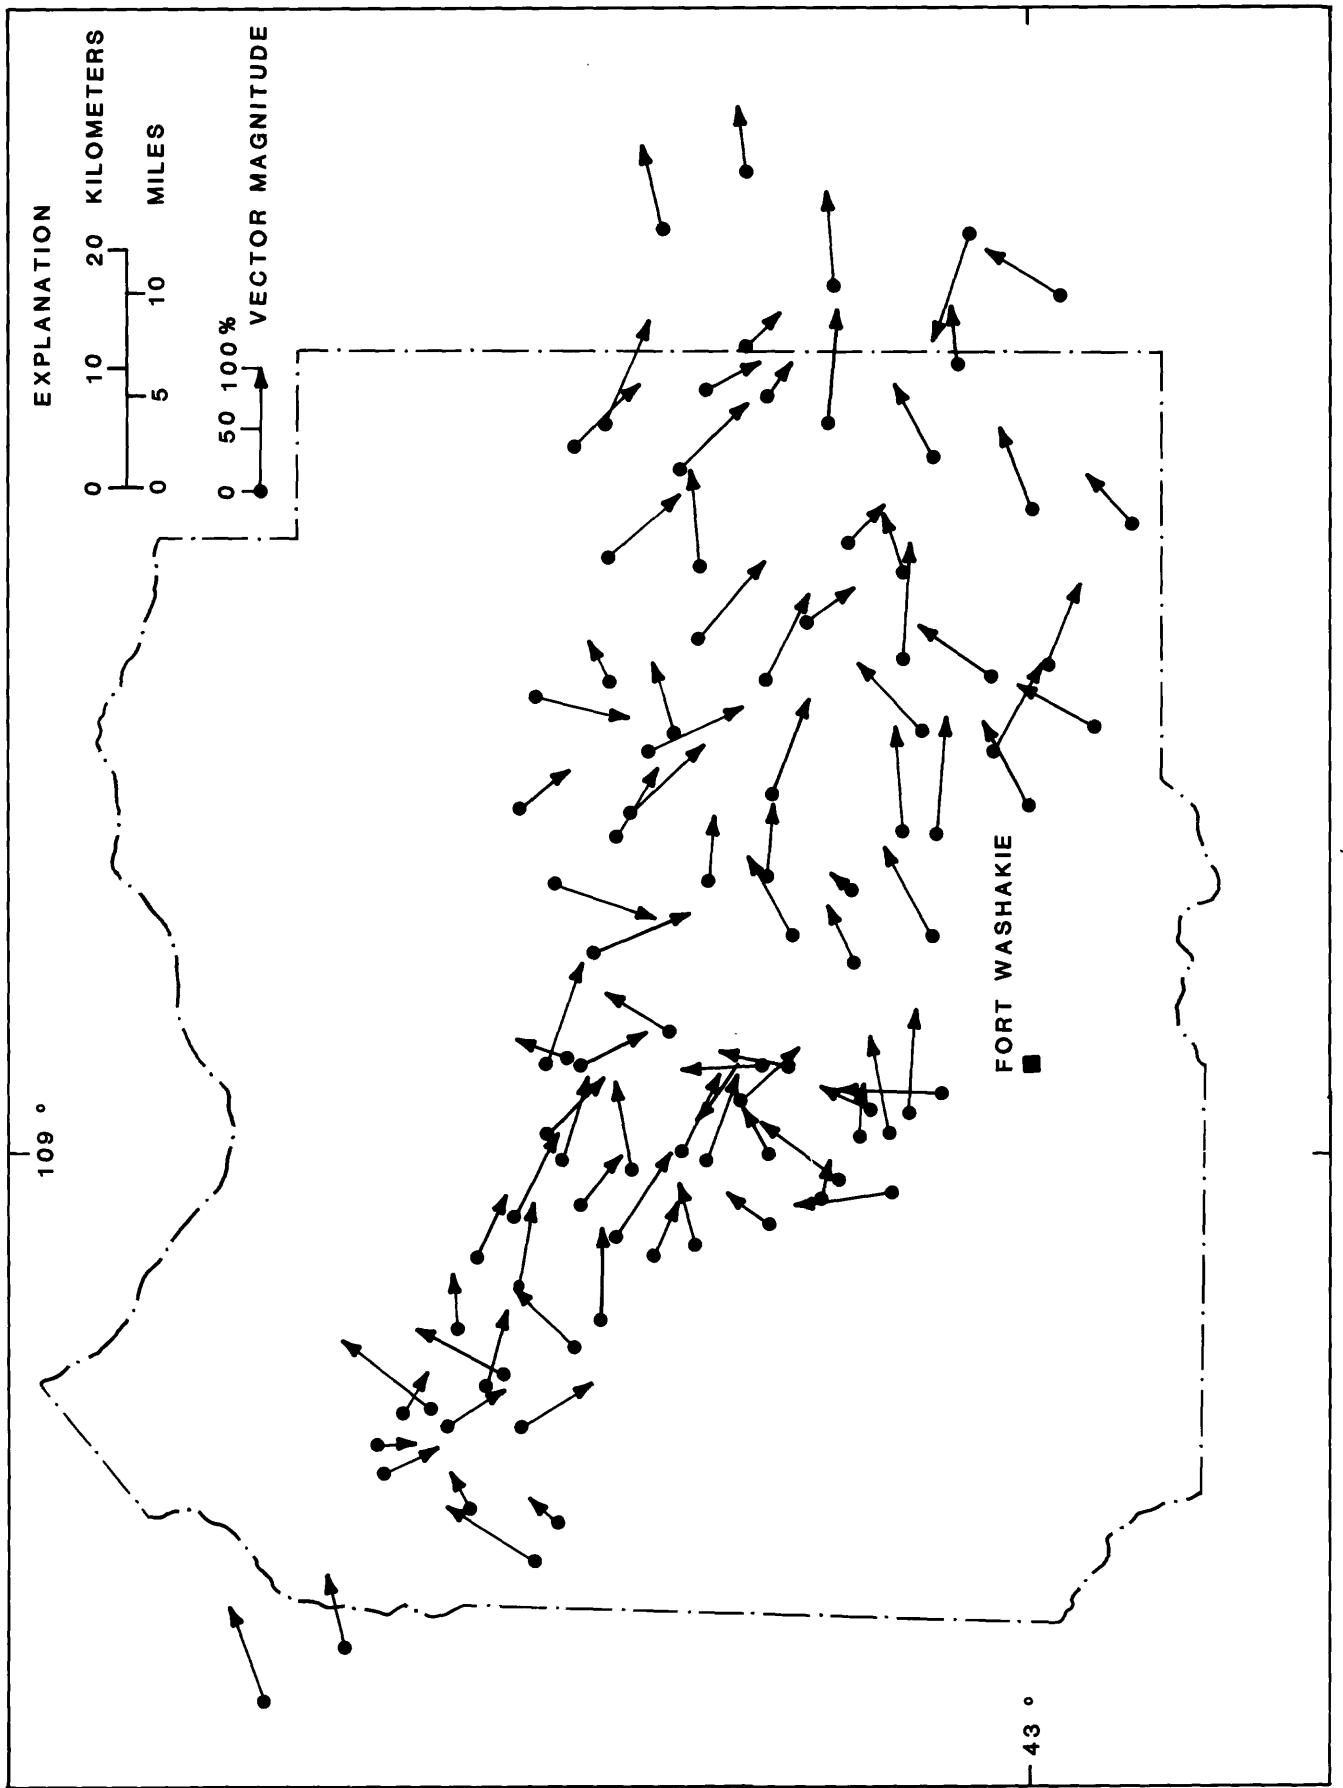 EXPLANATION
0 10 20 KILOMETERS
0 5 10 MILES
0 50 100%
VECTOR MAGNITUDE
109°
FORT WASHAKIE
43°